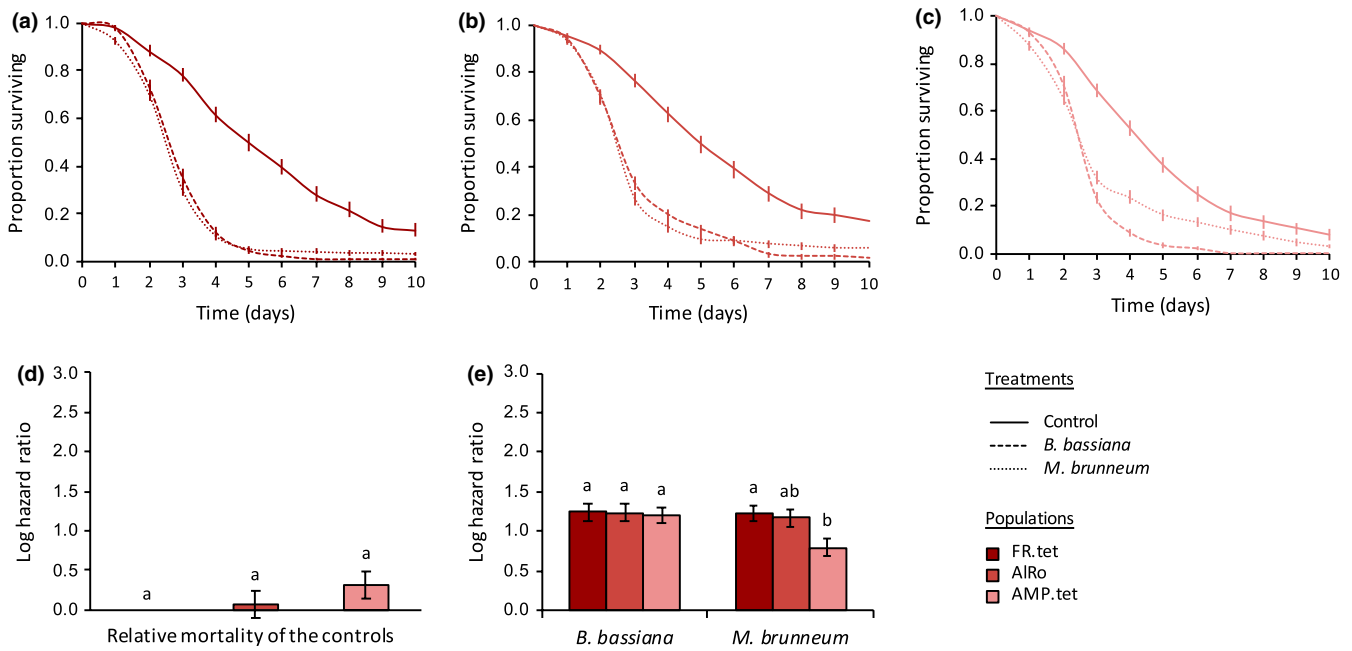 (a)
1.0
0.8
0.6
0.4
0.2
0.0
Proportion surviving
0 1 2 3 4 5 6 7 8 9 10
Time (days)
(b)
1.0
0.8
0.6
0.4
0.2
0.0
Proportion surviving
0 1 2 3 4 5 6 7 8 9 10
Time (days)
(c)
1.0
0.8
0.6
0.4
0.2
0.0
Proportion surviving
0 1 2 3 4 5 6 7 8 9 10
Time (days)
(d)
3.0
2.5
2.0
1.5
1.0
0.5
0.0
Log hazard ratio
a a a
Relative mortality of the controls
(e)
3.0
2.5
2.0
1.5
1.0
0.5
0.0
Log hazard ratio
a a a a ab b
B. bassiana M. brunneum
Treatments
Control
B. bassiana
M. brunneum
Populations
FR.tet
AlRo
AMP.tet